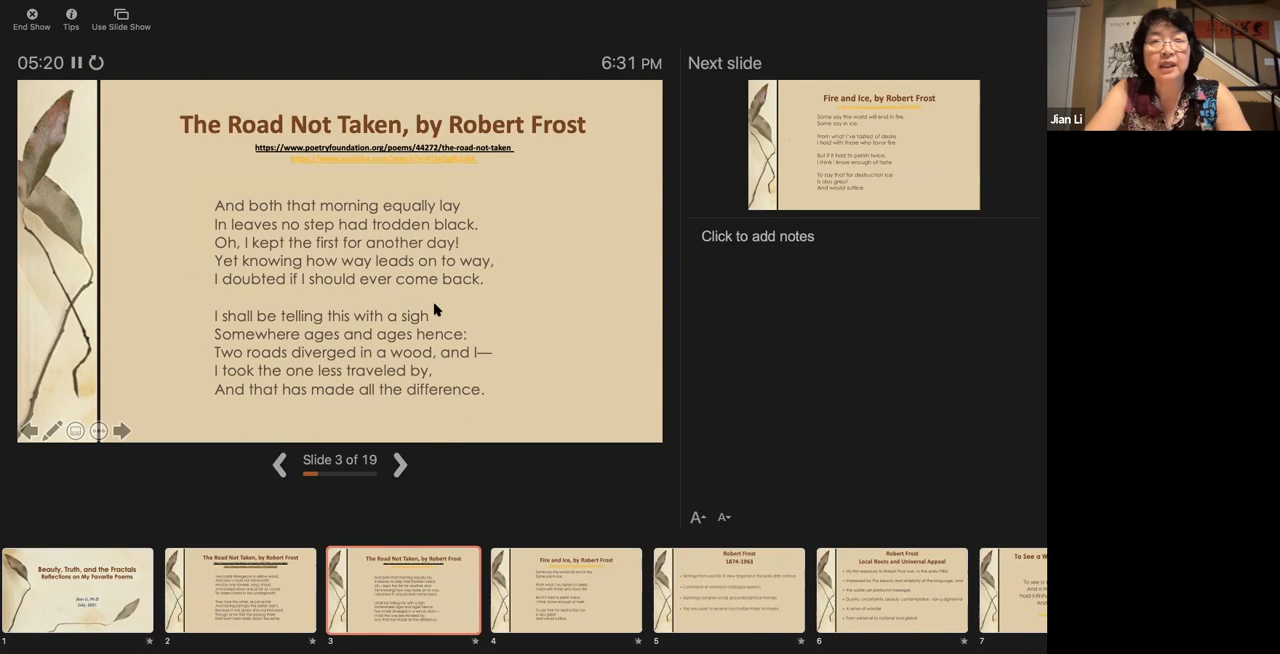 End Show
Tips
Use Slide Show
05:20
6:31 PM
The Road Not Taken, by Robert Frost
https://www.poetryfoundation.org/poems/44272/the-road-not-taken
And both that morning equally lay
In leaves no step had trodden black.
Oh, I kept the first for another day!
Yet knowing how way leads on to way,
I doubted if I should ever come back.
I shall be telling this with a sigh
Somewhere ages and ages hence:
Two roads diverged in a wood, and I—
I took the one less traveled by,
And that has made all the difference.
Slide 3 of 19
Next slide
Fire and Ice, by Robert Frost
Some say the world will end in fire,
Some say in ice.
From what I've tasted of desire
I hold with those who favor fire
But if it had to perish twice,
I think I know enough of hate
To say that for destruction ice
Is also great
And would suffice.
Click to add notes
A A
Jian Li
Beauty, Truth, and the Fractals
Reflections on My Favorite Poems
Jian Li, Ph.D
July, 2021
1
The Road Not Taken, by Robert Frost
2
The Road Not Taken, by Robert Frost
3
Fire and Ice, by Robert Frost
4
Robert Frost
1874-1963
5
Robert Frost
Local Roots and Universal Appeal
6
To See a W
7